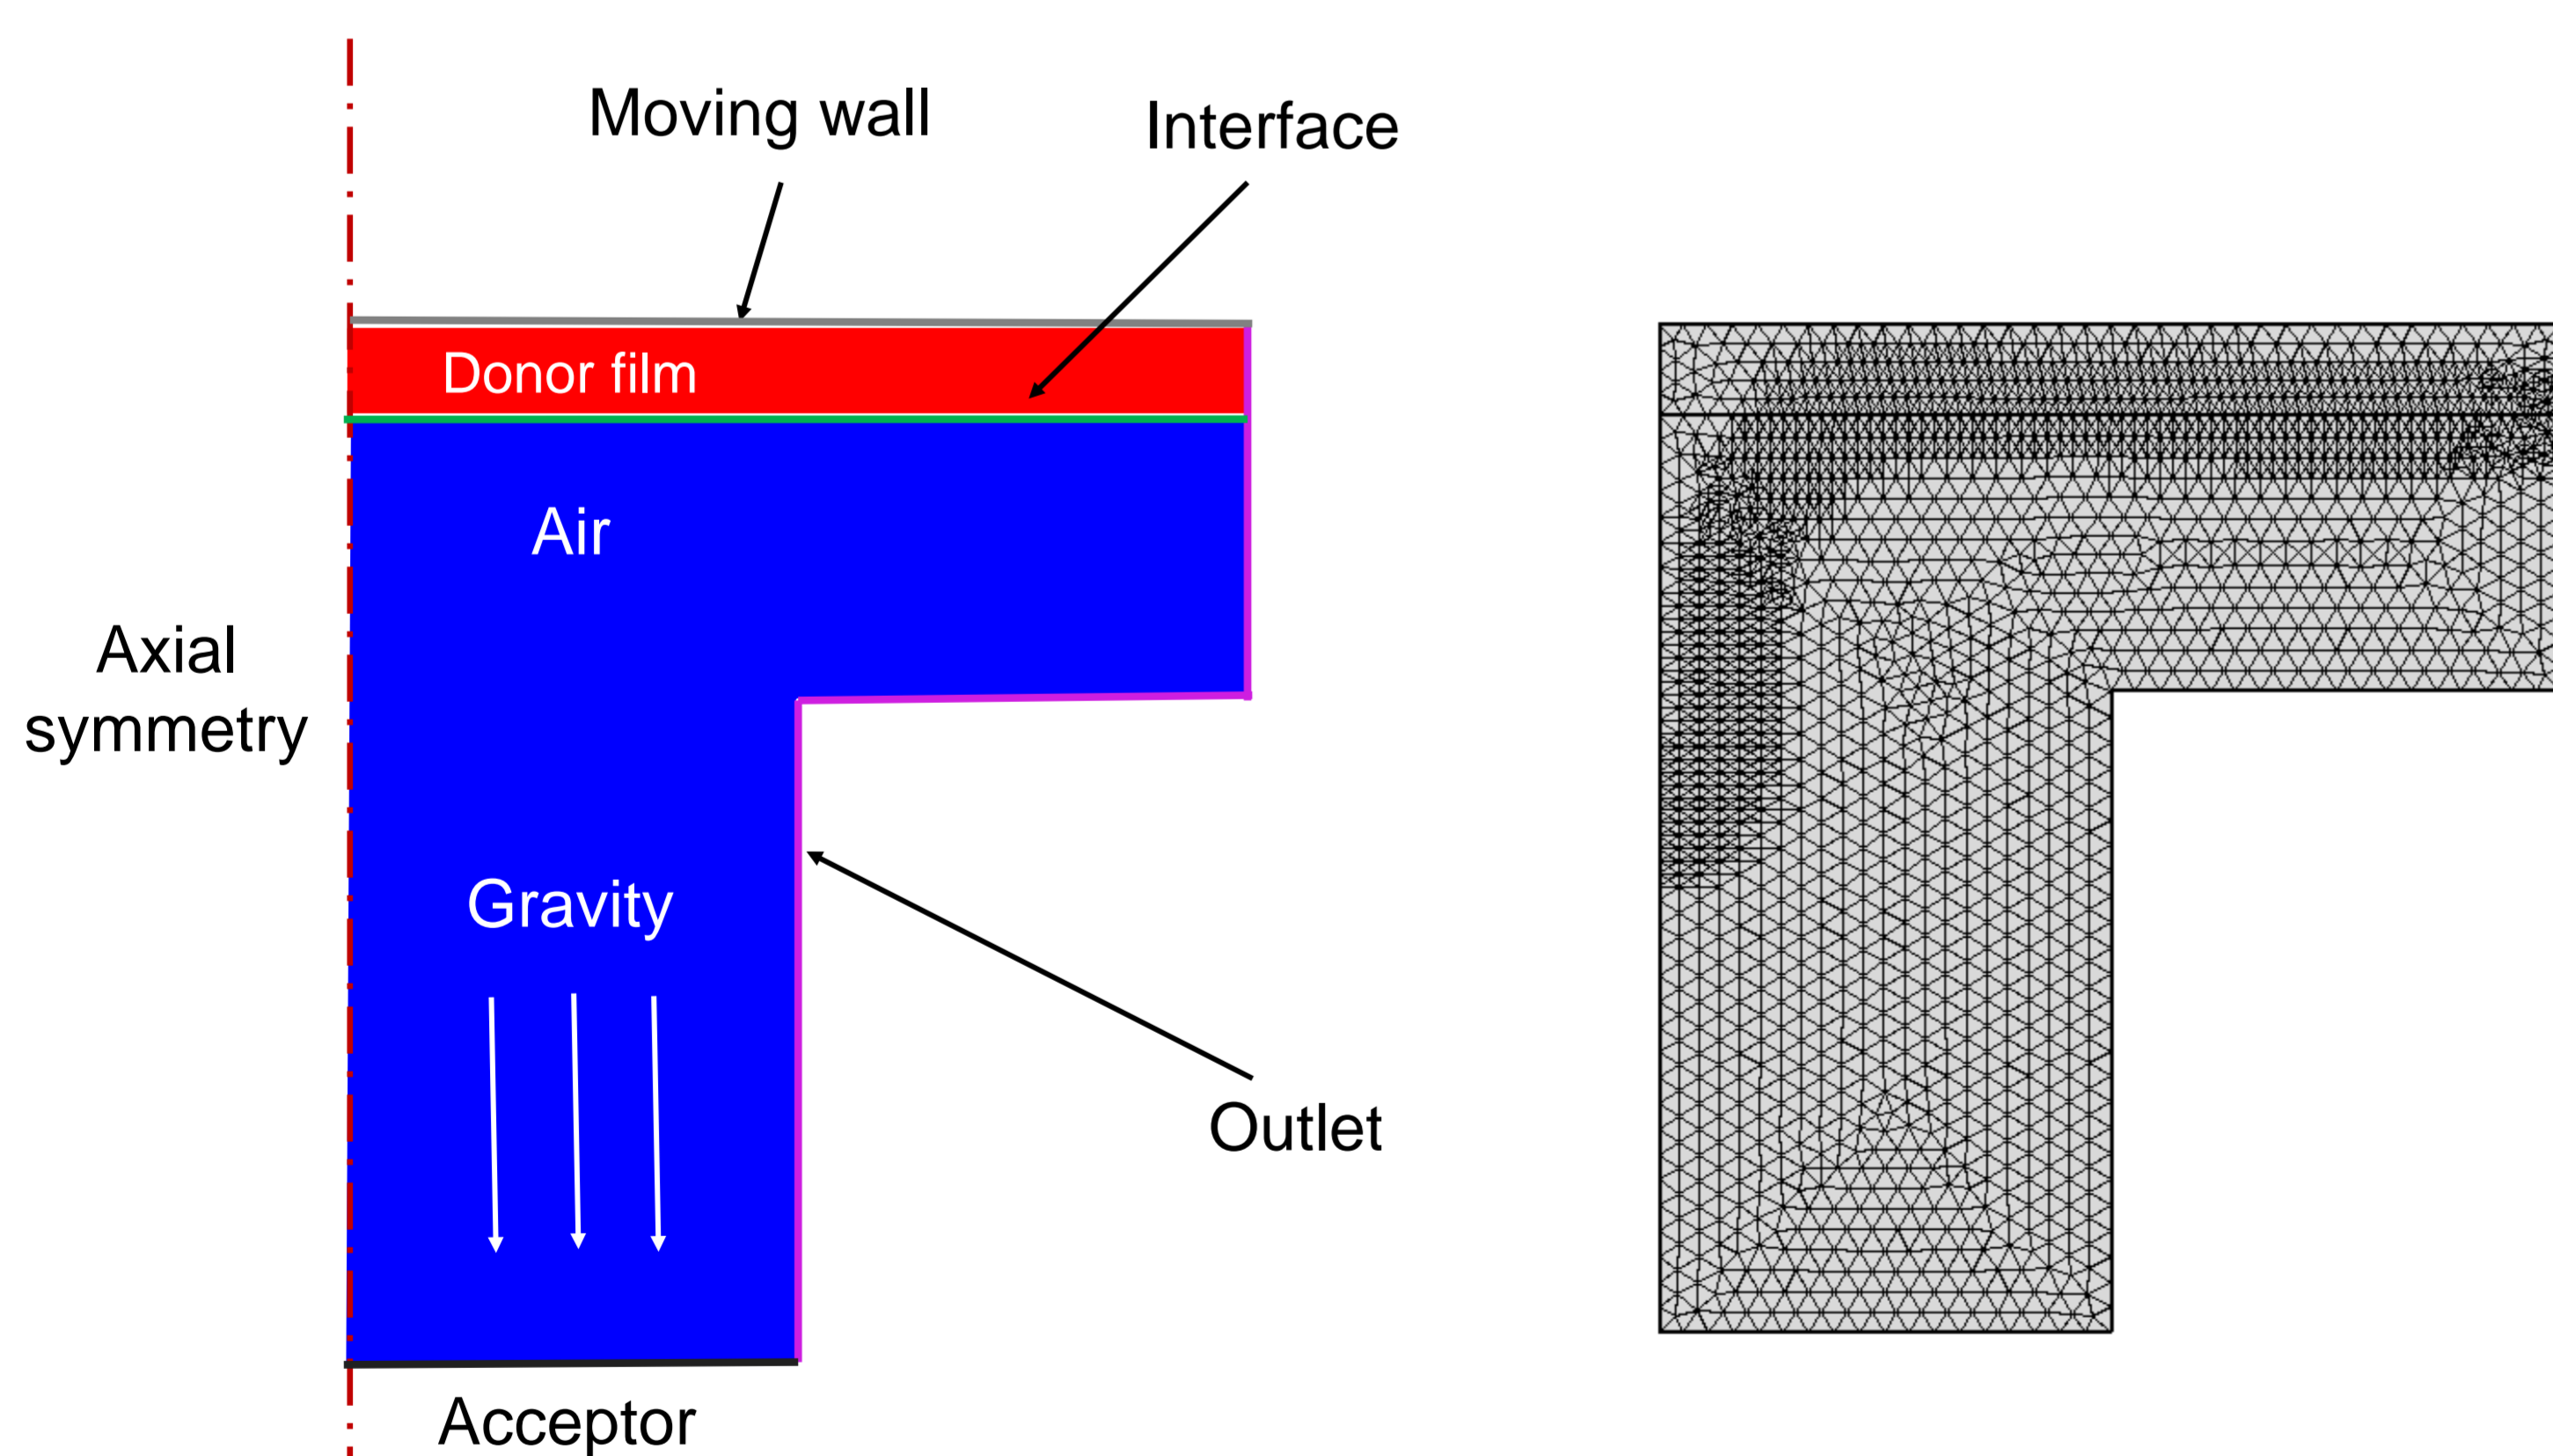 Moving wall
Interface
Donor film
Air
Axial
symmetry
Gravity
Outlet
Acceptor